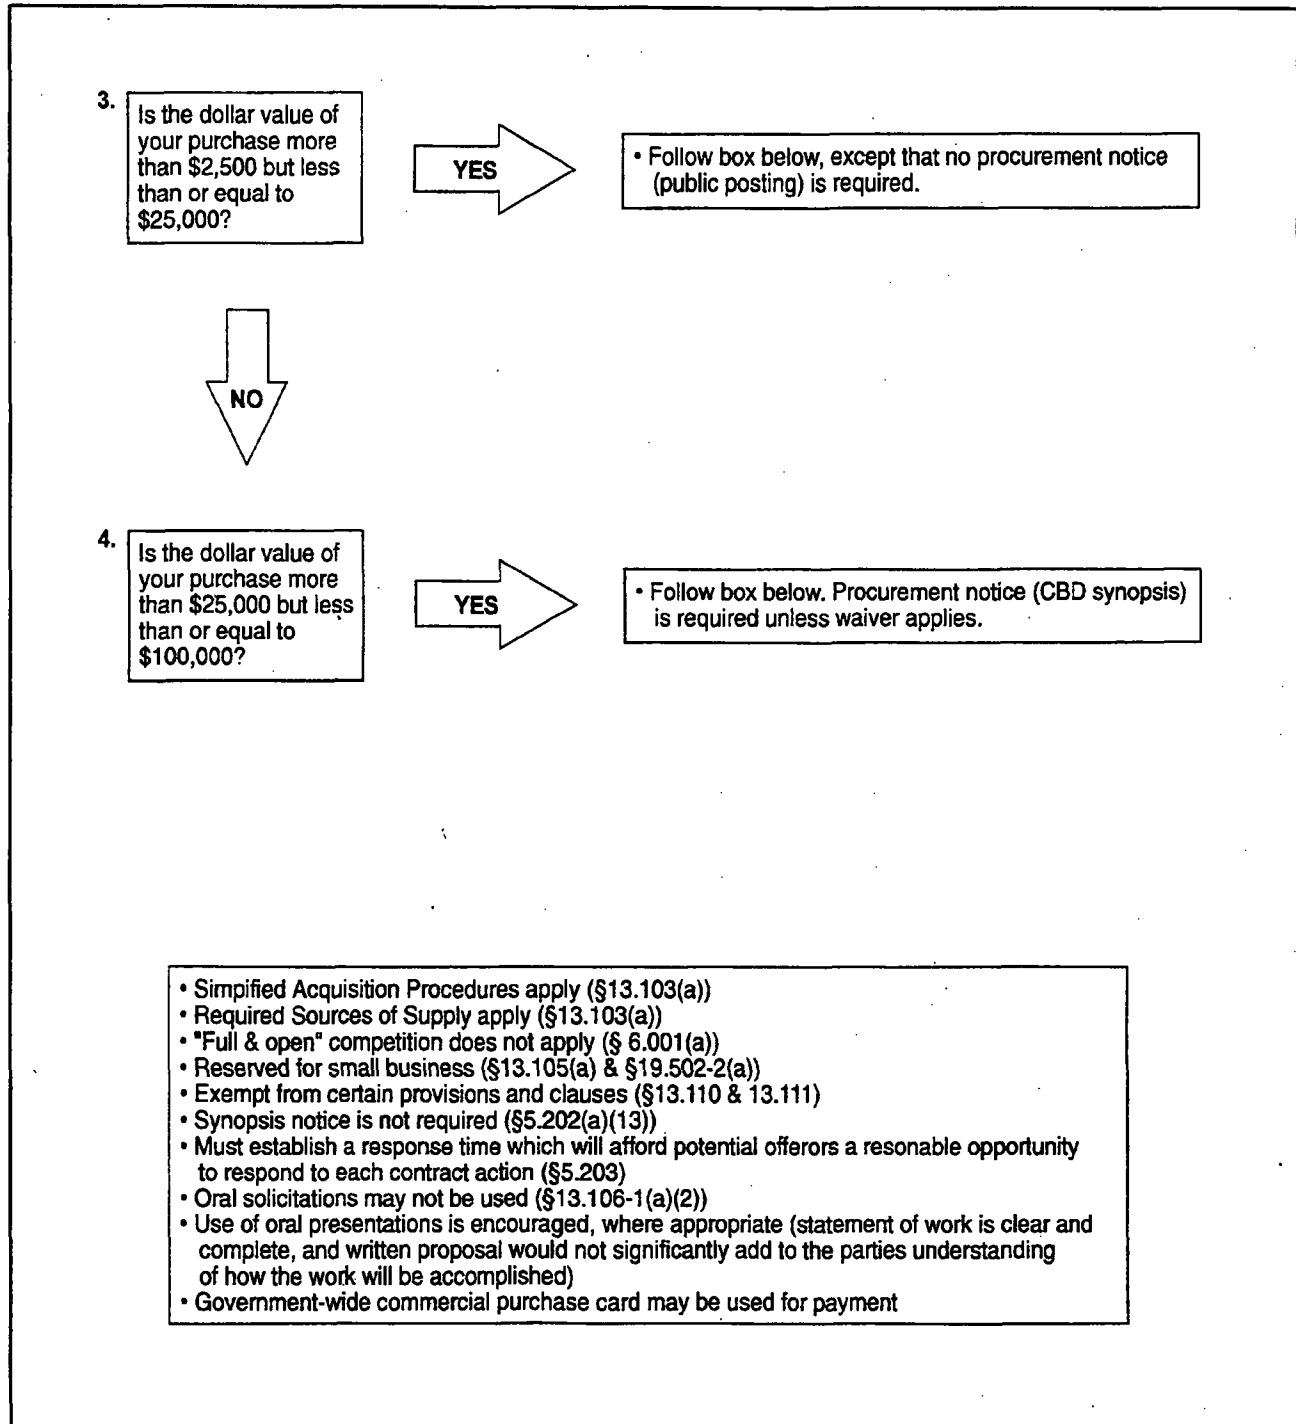 3.
Is the dollar value of
your purchase more
than $2,500 but less
than or equal to
$25,000?
YES
• Follow box below, except that no procurement notice
(public posting) is required.
NO
4.
Is the dollar value of
your purchase more
than $25,000 but less
than or equal to
$100,000?
YES
• Follow box below. Procurement notice (CBD synopsis)
is required unless waiver applies.
• Simpified Acquisition Procedures apply (§13.103(a))
• Required Sources of Supply apply (§13.103(a))
• "Full & open" competition does not apply (§ 6.001(a))
• Reserved for small business (§13.105(a) & §19.502-2(a))
• Exempt from certain provisions and clauses (§13.110 & 13.111)
• Synopsis notice is not required (§5.202(a)(13))
• Must establish a response time which will afford potential offerors a resonable opportunity
to respond to each contract action (§5.203)
• Oral solicitations may not be used (§13.106-1(a)(2))
• Use of oral presentations is encouraged, where appropriate (statement of work is clear and
complete, and written proposal would not significantly add to the parties understanding
of how the work will be accomplished)
• Government-wide commercial purchase card may be used for payment